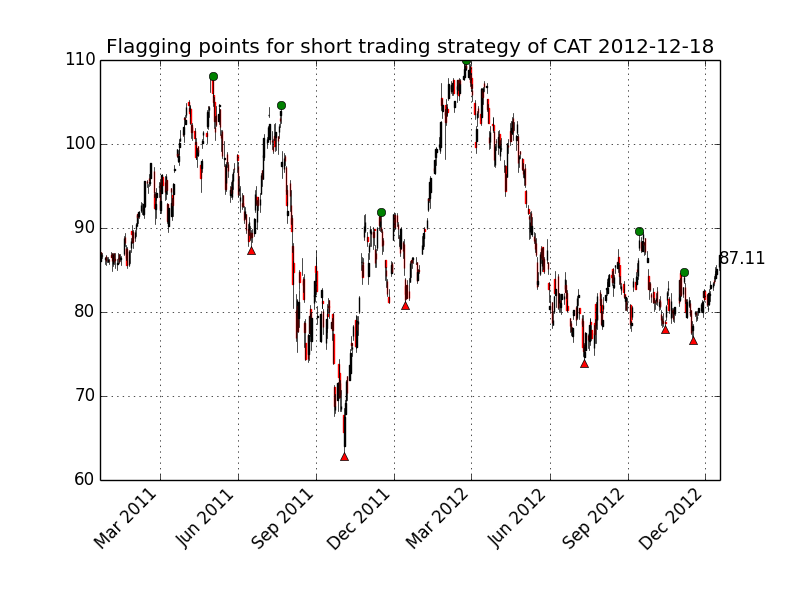 Flagging points for short trading strategy of CAT 2012-12-18
110
100
90
80
70
60
87.11
Mar 2011
Jun 2011
Sep 2011
Dec 2011
Mar 2012
Jun 2012
Sep 2012
Dec 2012